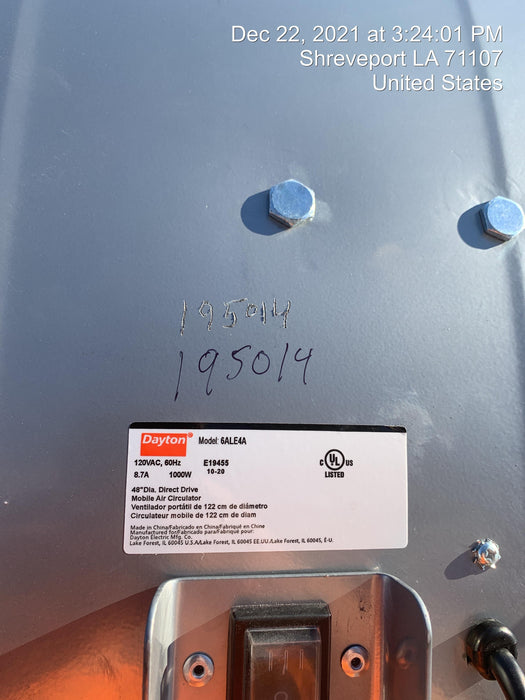 Dec 22, 2021 at 3:24:01 PM
Shreveport LA 71107
United States
195014
195014
Dayton® Model: 6ALE4A
120VAC, 60Hz E19455
8.7A 1000W 10-20
C UL US
LISTED
48"Dia, Direct Drive
Mobile Air Circulator
Ventilador portátil de 122 cm de diámetro
Circulateur mobile de 122 cm de diam
Made in China/Fabricado en China/Fabriqué en Chine
Manufactured for/Fabricado para/Fabriqué pour:
Dayton Electric Mfg. Co.
Lake Forest, IL 60045 U.S.A/Lake Forest, IL 60045 EE.UU./Lake Forest, IL 60045, É-U.